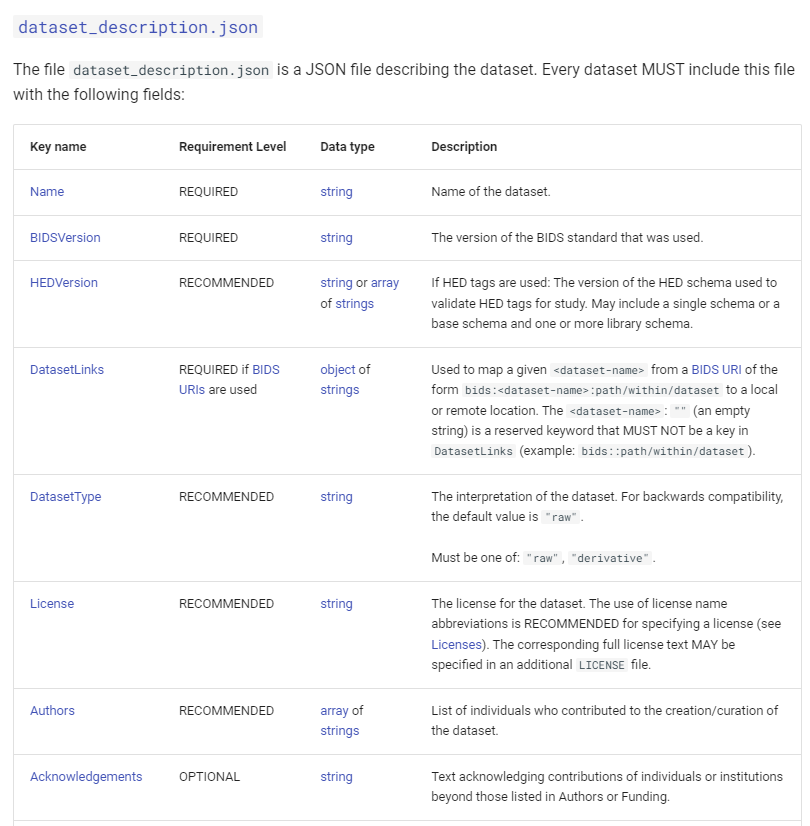 dataset_description.json
The file dataset_description.json is a JSON file describing the dataset. Every dataset MUST include this file
with the following fields:
Key name Requirement Level Data type Description
Name REQUIRED string Name of the dataset.
BIDSVersion REQUIRED string The version of the BIDS standard that was used.
HEDVersion RECOMMENDED string or array If HED tags are used: The version of the HED schema used to
of strings validate HED tags for study. May include a single schema or a
base schema and one or more library schema.
DatasetLinks REQUIRED if BIDS object of Used to map a given <dataset-name> from a BIDS URI of the
URIs are used strings form bids:<dataset-name>:path/within/dataset to a local
or remote location. The <dataset-name>: "" (an empty
string) is a reserved keyword that MUST NOT be a key in
DatasetLinks (example: bids::path/within/dataset).
DatasetType RECOMMENDED string The interpretation of the dataset. For backwards compatibility,
the default value is "raw".
Must be one of: "raw", "derivative".
License RECOMMENDED string The license for the dataset. The use of license name
abbreviations is RECOMMENDED for specifying a license (see
Licenses). The corresponding full license text MAY be
specified in an additional LICENSE file.
Authors RECOMMENDED array of List of individuals who contributed to the creation/curation of
strings the dataset.
Acknowledgements OPTIONAL string Text acknowledging contributions of individuals or institutions
beyond those listed in Authors or Funding.